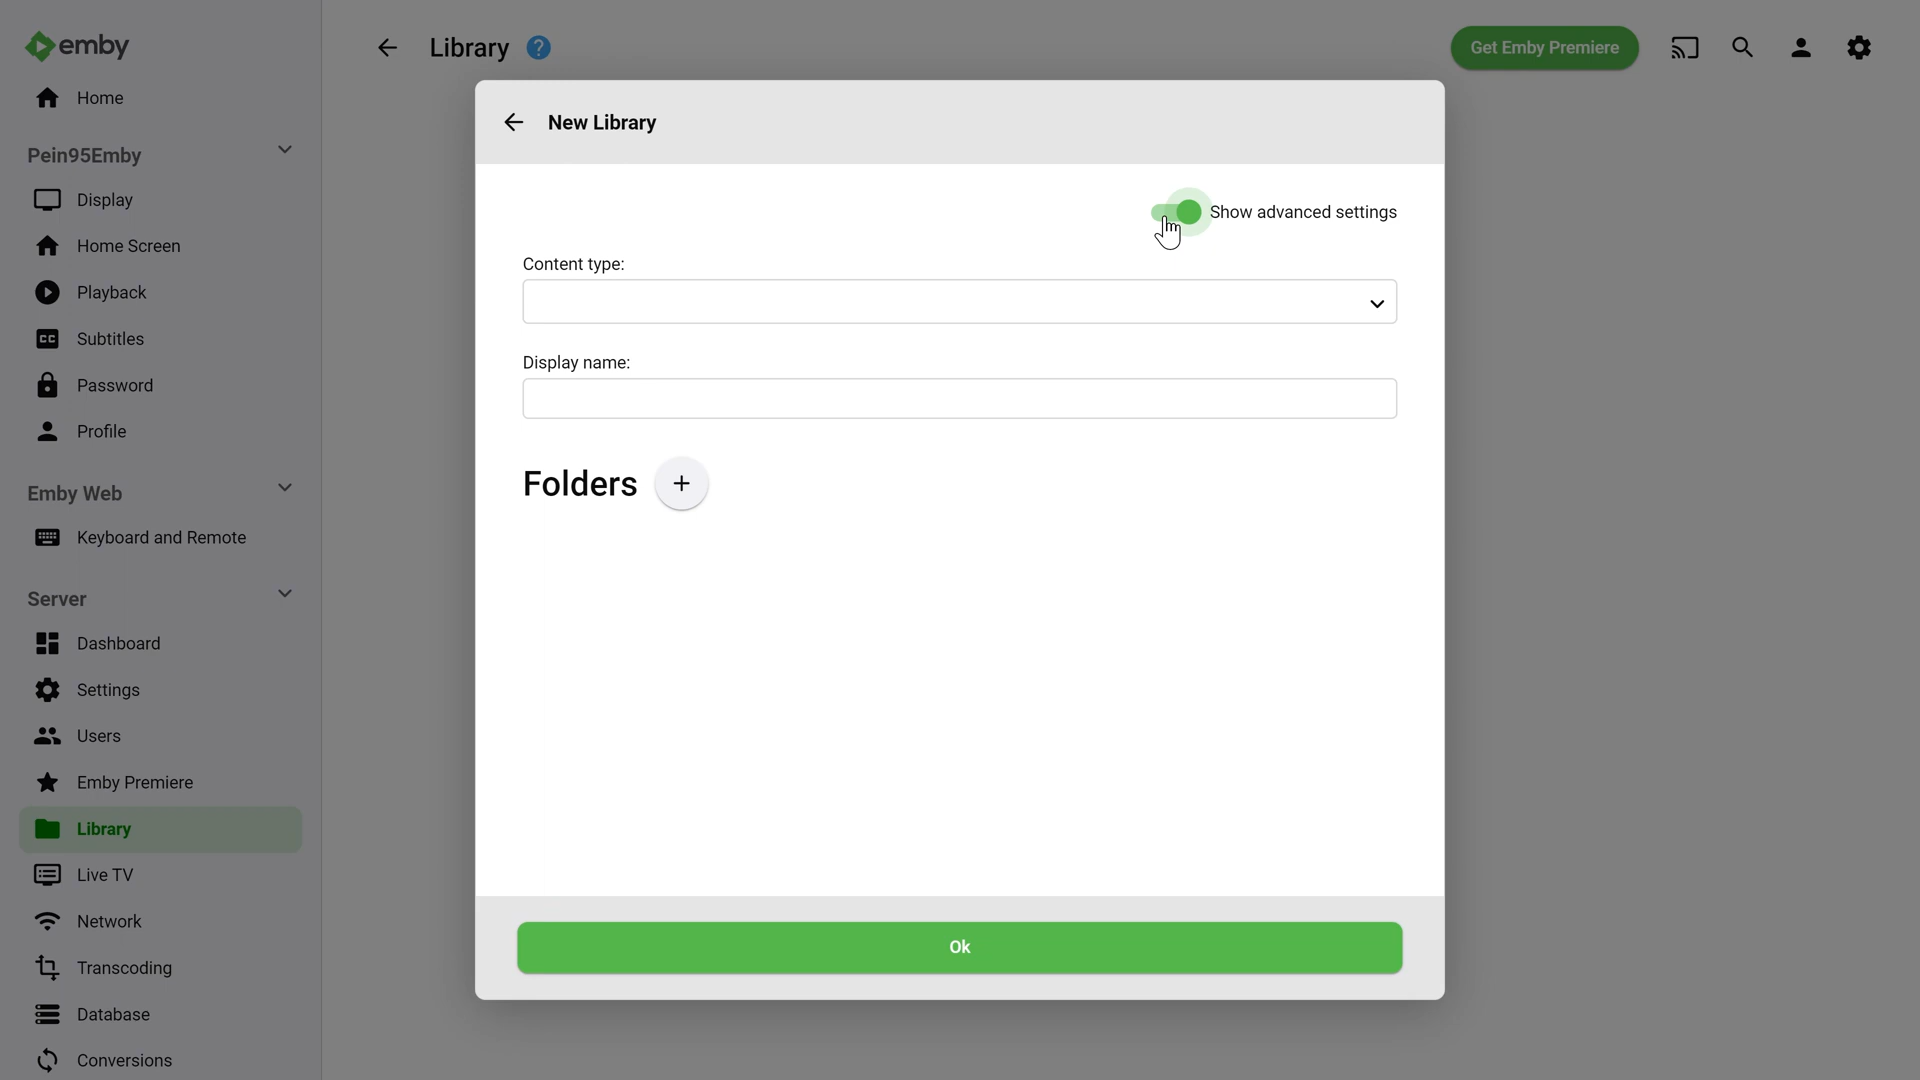 emby
Home
Pein95Emby
Display
Home Screen
Playback
CC Subtitles
Password
Profile
Emby Web
Keyboard and Remote
Server
Dashboard
Settings
Users
Emby Premiere
Library
Live TV
Network
Transcoding
Database
Conversions
Library ?
Get Emby Premiere
New Library
Show advanced settings
Content type:
Display name:
Folders +
Ok